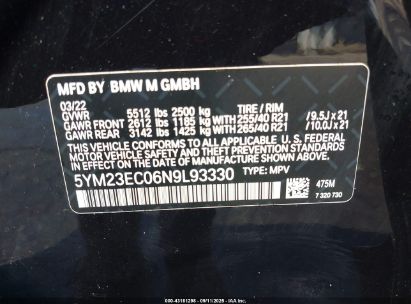 MFD BY BMW M GMBH
03/22
GVWR 5512 lbs 2500 kg TIRE / RIM
GAWR FRONT 2612 lbs 1185 kg WITH 255/40 R21 /9.5J x 21
GAWR REAR 3142 lbs 1425 kg WITH 265/40 R21 /10.0J x 21
THIS VEHICLE CONFORMS TO ALL APPLICABLE U.S. FEDERAL
MOTOR VEHICLE SAFETY, BUMPER, AND THEFT PREVENTION STANDARDS
IN EFFECT ON THE DATE OF MANUFACTURE SHOWN ABOVE.
5YM23EC06N9L93330 TYPE: MPV
475M
7 320 730